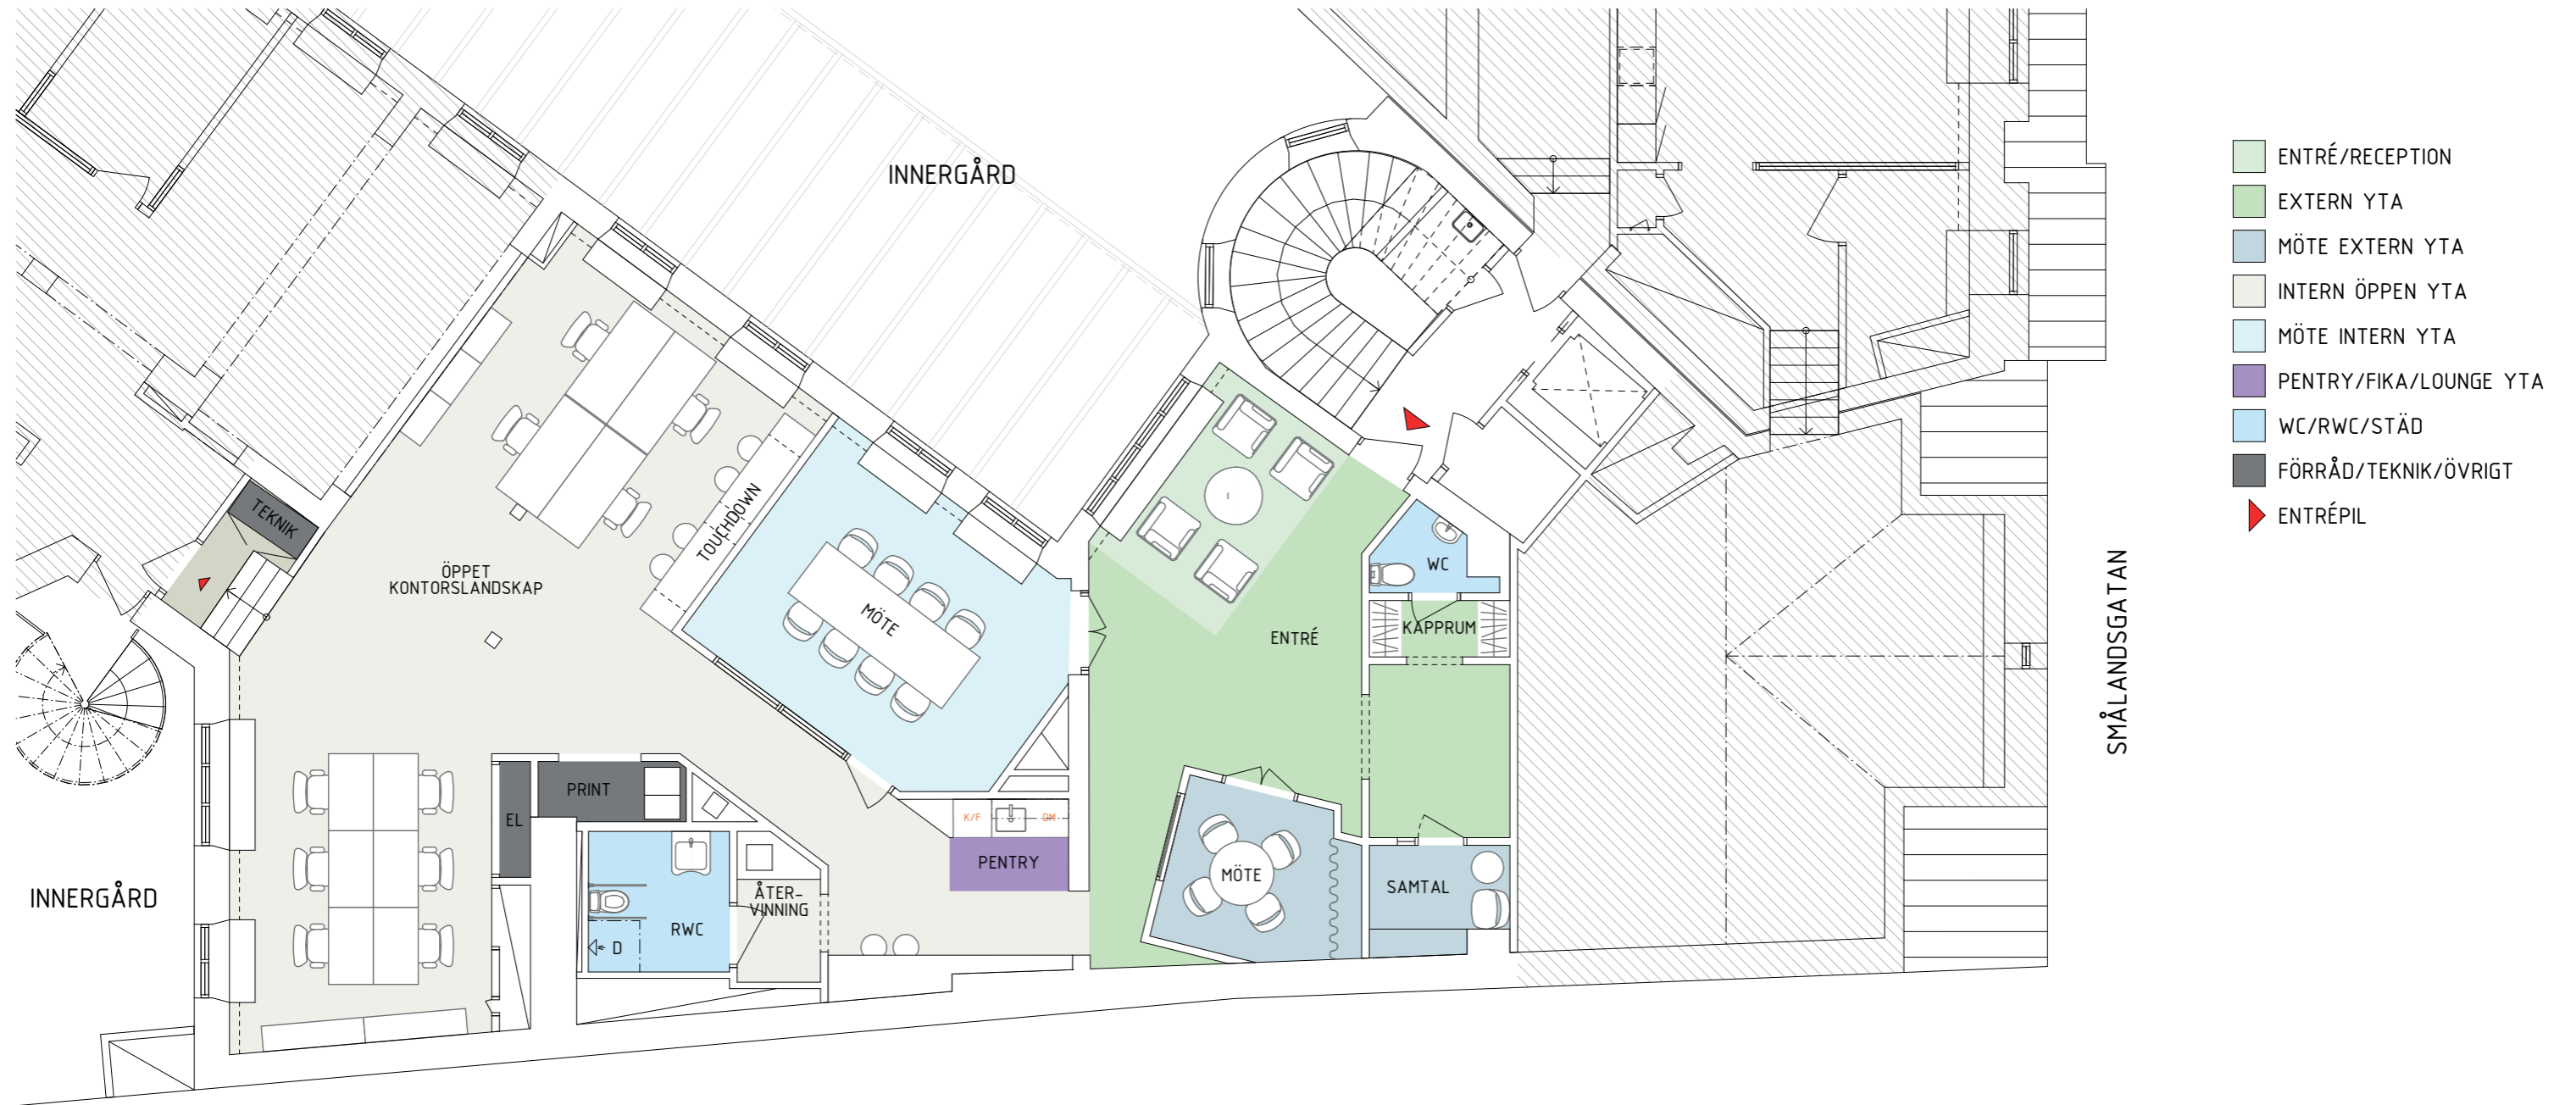 INNERGÅRD
ENTRÉ/RECEPTION
EXTERN YTA
MÖTE EXTERN YTA
INTERN ÖPPEN YTA
MÖTE INTERN YTA
PENTRY/FIKA/LOUNGE YTA
WC/RWC/STÄD
FÖRRÅD/TEKNIK/ÖVRIGT
ENTRÉPIL
TEKNIK
TOUCHDOWN
ÖPPET
KONTORSLANDSKAP
MÖTE
WC
KAPPRUM
ENTRÉ
SMÅLANDSGATAN
PRINT
EL
K/F
DM
PENTRY
MÖTE
SAMTAL
INNERGÅRD
ÅTER-
VINNING
RWC
D